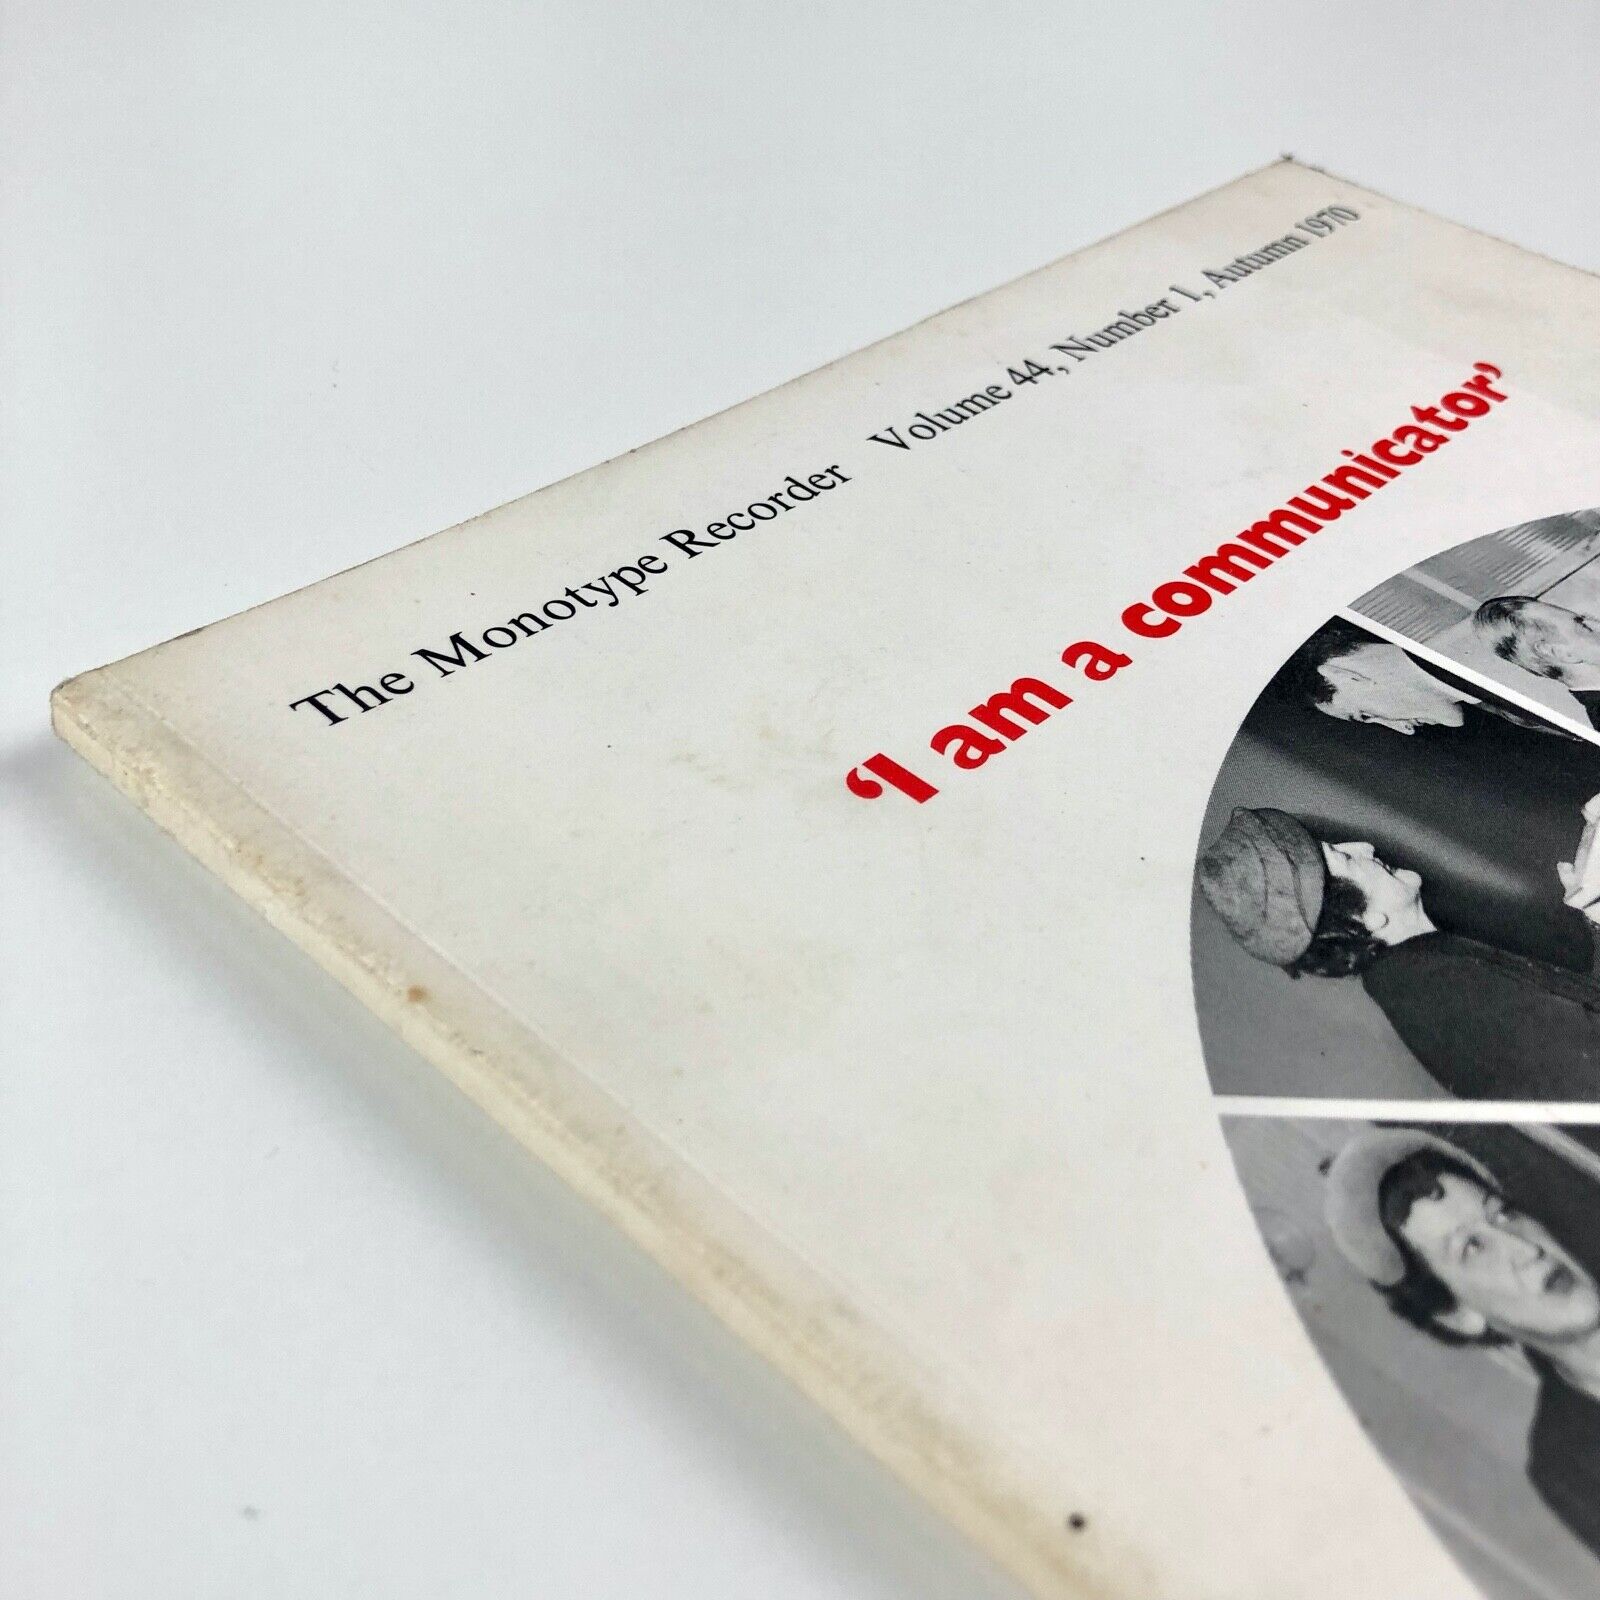 The Monotype Recorder Volume 44, Number 1, Autumn 1970
‘I am a communicator’